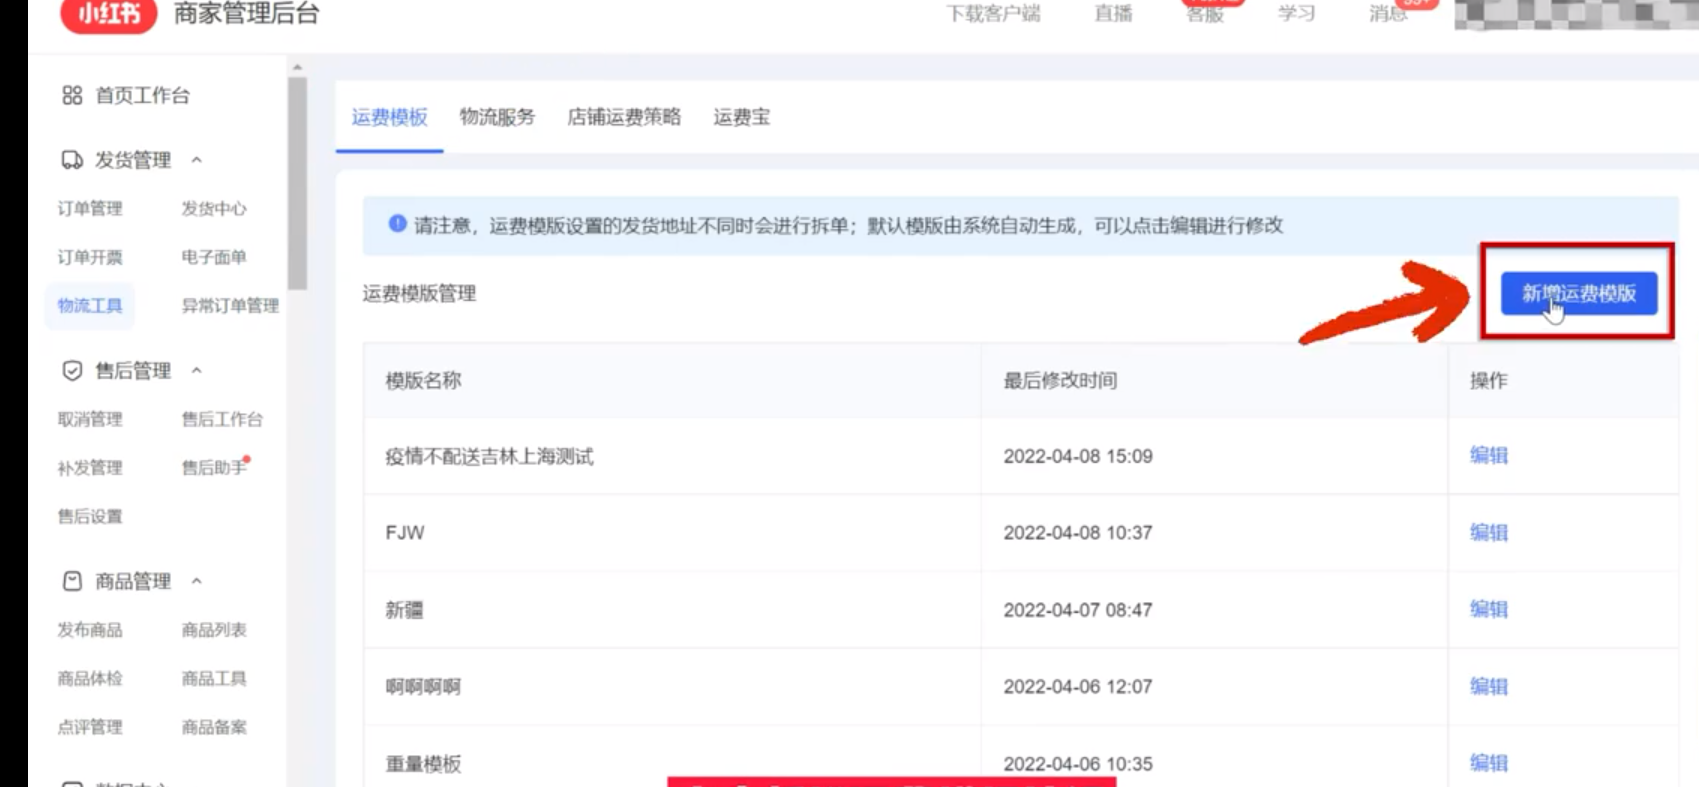 小红书 商家管理后台
下载客户端 直播 客服 学习 消息 99+
首页工作台
发货管理
订单管理 发货中心
订单开票 电子面单
物流工具 异常订单管理
售后管理
取消管理 售后工作台
补发管理 售后助手
售后设置
商品管理
发布商品 商品列表
商品体检 商品工具
点评管理 商品备案
运费模板 物流服务 店铺运费策略 运费宝
请注意，运费模版设置的发货地址不同时会进行拆单；默认模版由系统自动生成，可以点击编辑进行修改
运费模版管理 新增运费模版
模版名称 最后修改时间 操作
疫情不配送吉林上海测试 2022-04-08 15:09 编辑
FJW 2022-04-08 10:37 编辑
新疆 2022-04-07 08:47 编辑
啊啊啊啊 2022-04-06 12:07 编辑
重量模板 2022-04-06 10:35 编辑